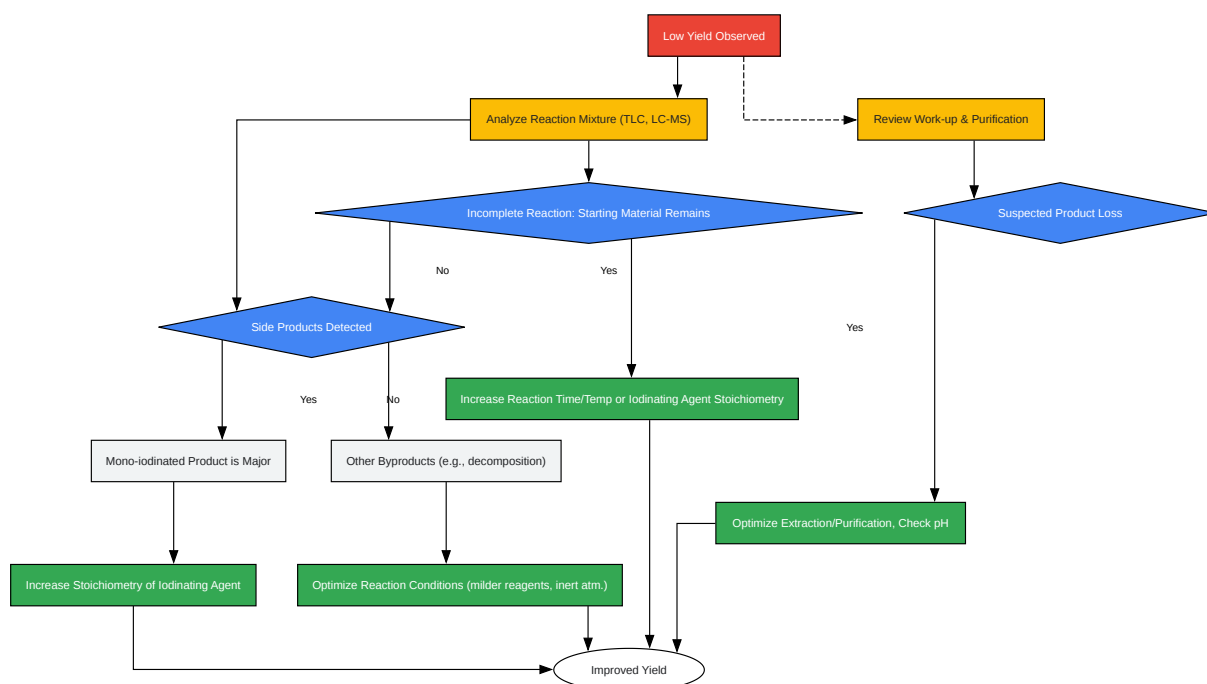 Low Yield Observed
Analyze Reaction Mixture (TLC, LC-MS)
Review Work-up & Purification
Incomplete Reaction: Starting Material Remains
Suspected Product Loss
No
Yes
Side Products Detected
Yes
Increase Reaction Time/Temp or Iodinating Agent Stoichiometry
Yes
No
Mono-iodinated Product is Major
Other Byproducts (e.g., decomposition)
Optimize Extraction/Purification, Check pH
Increase Stoichiometry of Iodinating Agent
Optimize Reaction Conditions (milder reagents, inert atm.)
Improved Yield